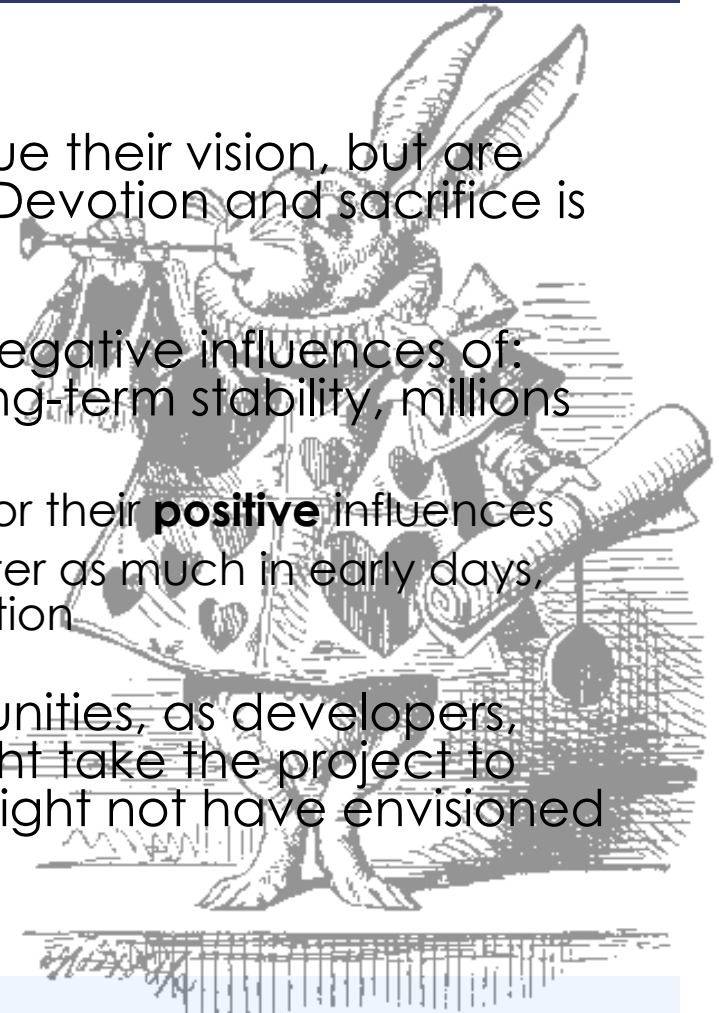 ue their vision, but are
Devotion and sacrifice is
egative influences of:
ng-term stability, millions
or their positive influences
ter as much in early days,
tion
unities, as developers,
ht take the project to
ight not have envisioned